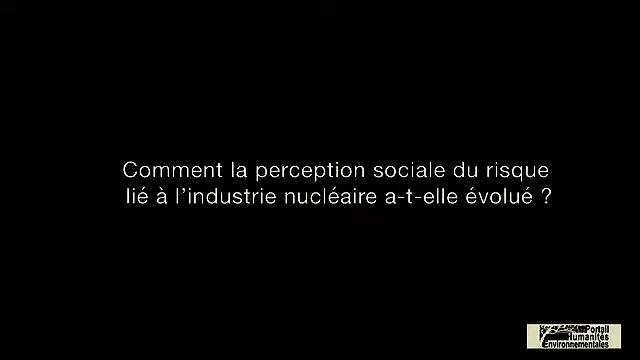 Comment la perception sociale du risque
lié à l'industrie nucléaire a-t-elle évolué ?
Portail
Humanités
Environnementales